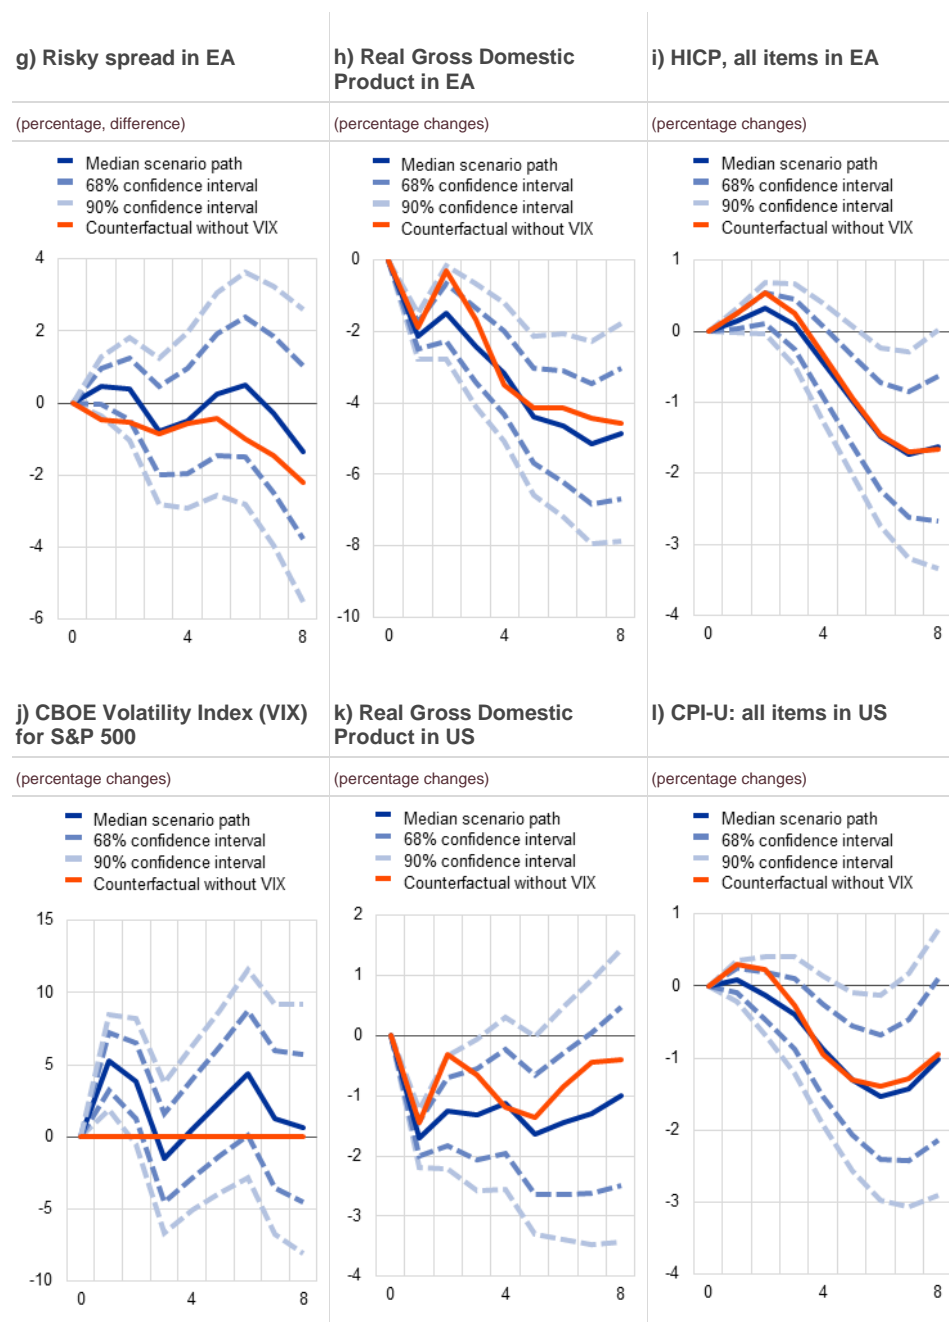 g) Risky spread in EA
(percentage, difference)
Median scenario path
68% confidence interval
90% confidence interval
Counterfactual without VIX
4
2
0
-2
-4
-6
0
4
8
h) Real Gross Domestic
Product in EA
(percentage changes)
Median scenario path
68% confidence interval
90% confidence interval
Counterfactual without VIX
0
-2
-4
-6
-8
-10
0
4
8
i) HICP, all items in EA
(percentage changes)
Median scenario path
68% confidence interval
90% confidence interval
Counterfactual without VIX
1
0
-1
-2
-3
-4
0
4
8
j) CBOE Volatility Index (VIX)
for S&P 500
(percentage changes)
Median scenario path
68% confidence interval
90% confidence interval
Counterfactual without VIX
15
10
5
0
-5
-10
0
4
8
k) Real Gross Domestic
Product in US
(percentage changes)
Median scenario path
68% confidence interval
90% confidence interval
Counterfactual without VIX
2
1
0
-1
-2
-3
-4
0
4
8
l) CPI-U: all items in US
(percentage changes)
Median scenario path
68% confidence interval
90% confidence interval
Counterfactual without VIX
1
0
-1
-2
-3
-4
0
4
8